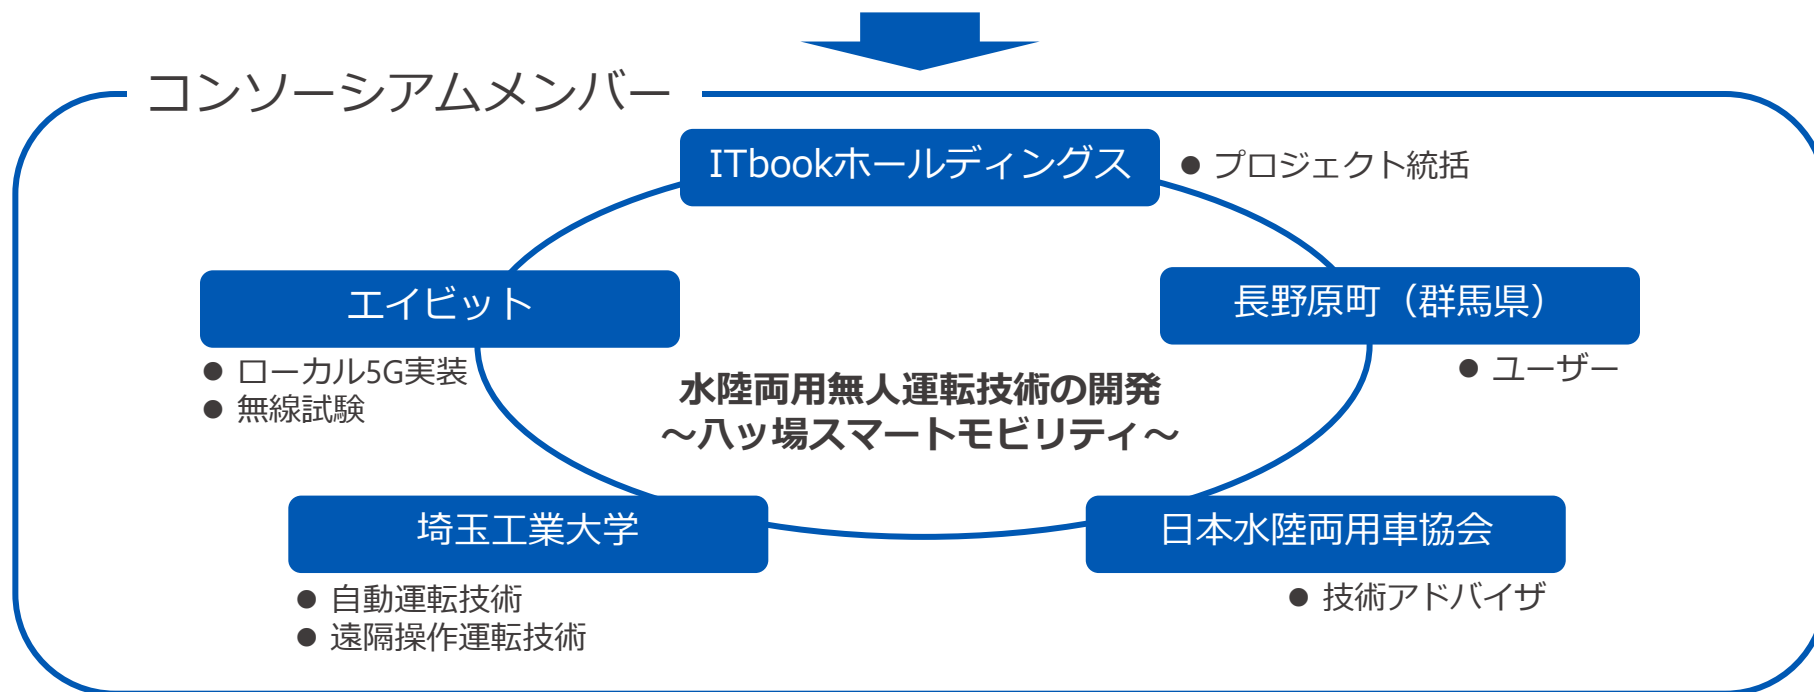 コンソーシアムメンバー
ITbookホールディングス
● プロジェクト統括
エイビット
● ローカル5G実装
● 無線試験
長野原町（群馬県）
● ユーザー
水陸両用無人運転技術の開発
～八ッ場スマートモビリティ～
埼玉工業大学
● 自動運転技術
● 遠隔操作運転技術
日本水陸両用車協会
● 技術アドバイザ